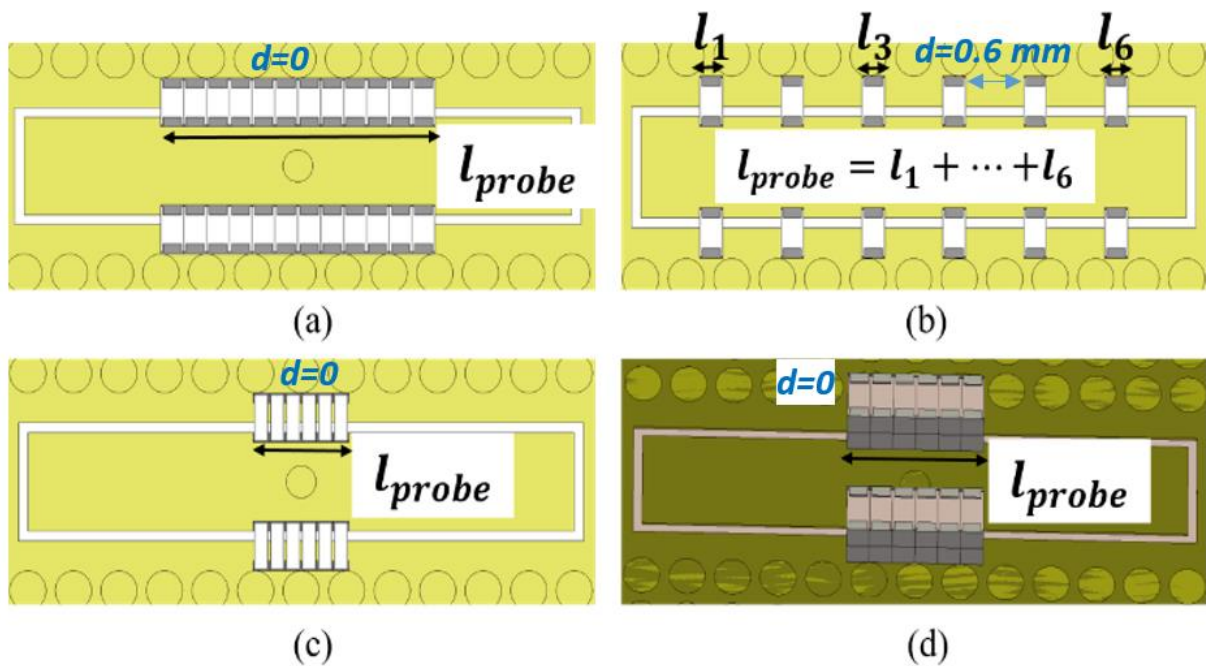 d=0
l_probe
(a)
l_1
l_3
d=0.6 mm
l_6
l_probe = l_1 + ⋯ + l_6
(b)
d=0
l_probe
(c)
d=0
l_probe
(d)